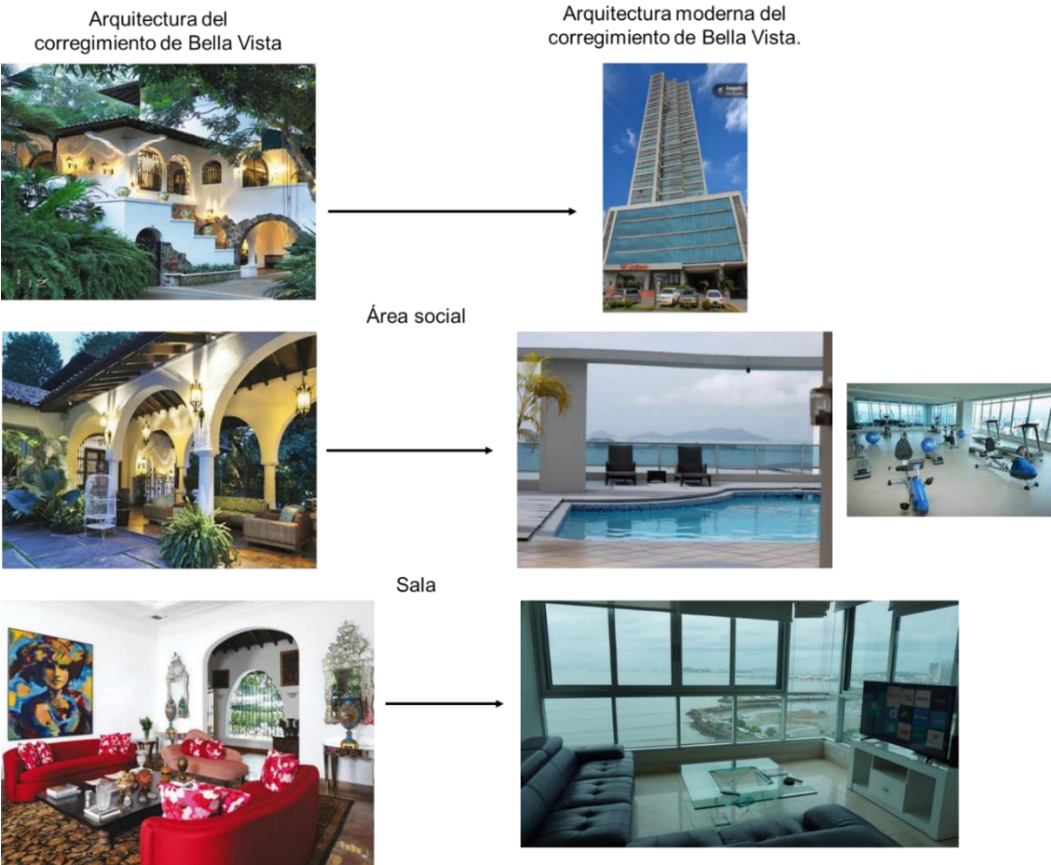 Arquitectura del
corregimiento de Bella Vista
Arquitectura moderna del
corregimiento de Bella Vista.
Área social
Sala